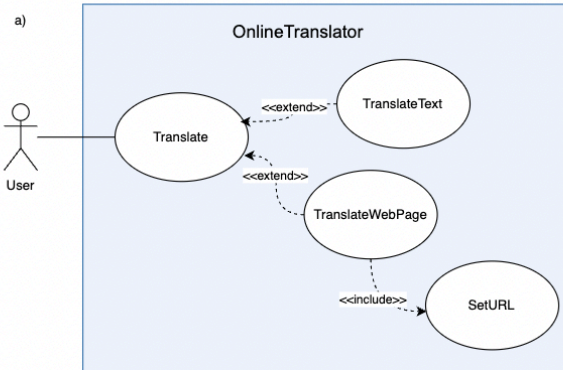 a)
OnlineTranslator
<<extend>>
TranslateText
Translate
<<extend>>
User
TranslateWebPage
<<include>>
SetURL